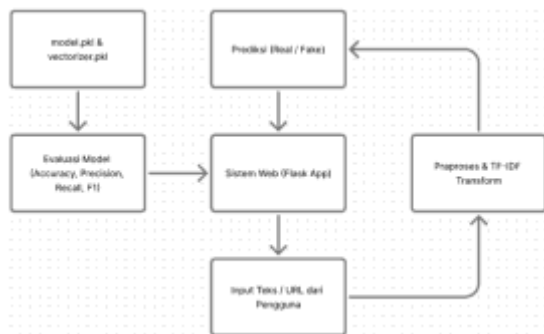 model.pkl &
vectorizer.pkl
Prediksi (Real / Fake)
Evaluasi Model
(Accuracy, Precision,
Recall, F1)
Sistem Web (Flask App)
Praproses & TF-IDF
Transform
Input Teks / URL dari
Pengguna